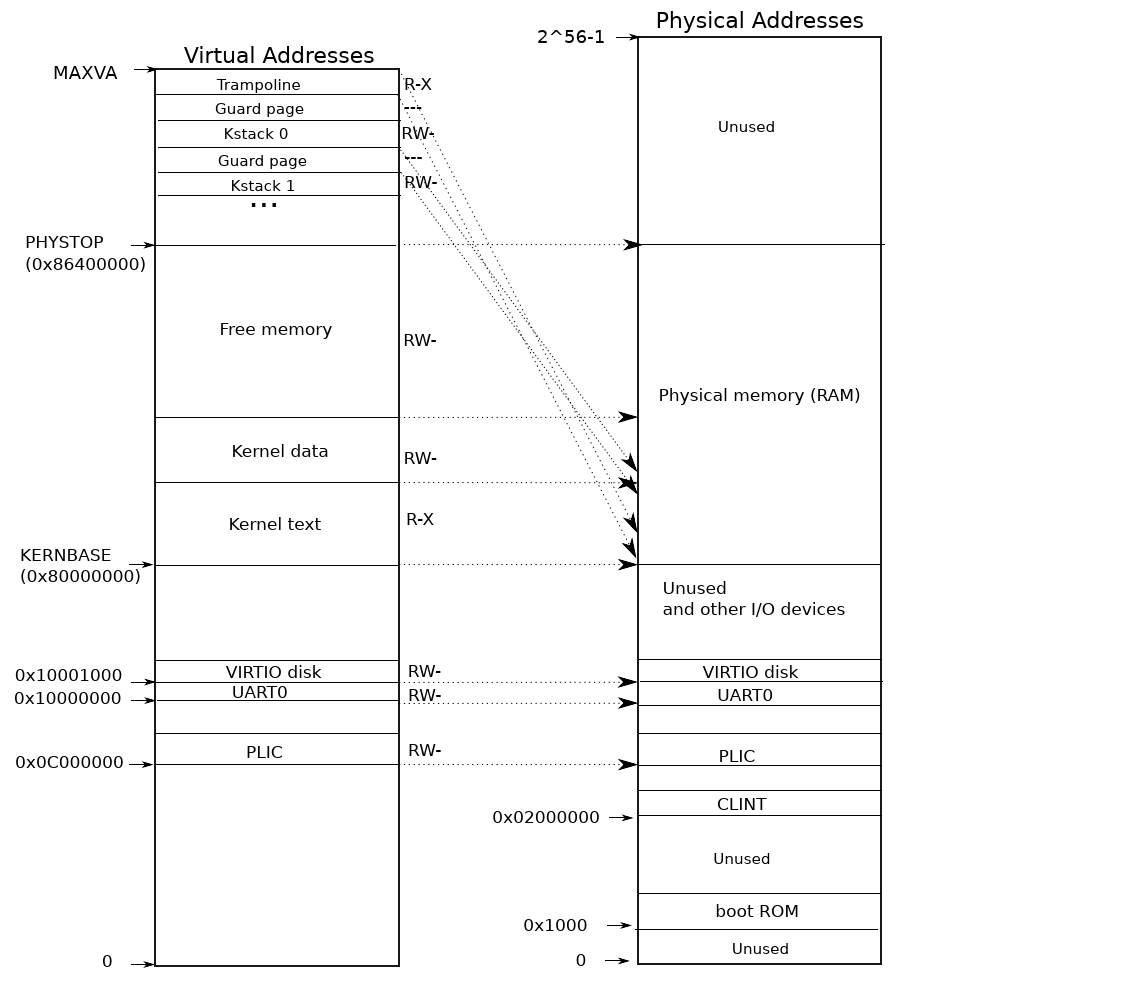 Physical Addresses
2^56-1
Virtual Addresses
MAXVA
Trampoline
R-X
Guard page
---
Unused
Kstack 0
RW-
Guard page
---
Kstack 1
RW-
...
PHYSTOP
(0x86400000)
Free memory
RW-
Physical memory (RAM)
Kernel data
RW-
Kernel text
R-X
KERNBASE
(0x80000000)
Unused
and other I/O devices
0x10001000
VIRTIO disk
RW-
VIRTIO disk
0x10000000
UART0
RW-
UART0
0x0C000000
PLIC
RW-
PLIC
CLINT
0x02000000
Unused
boot ROM
0x1000
Unused
0
0